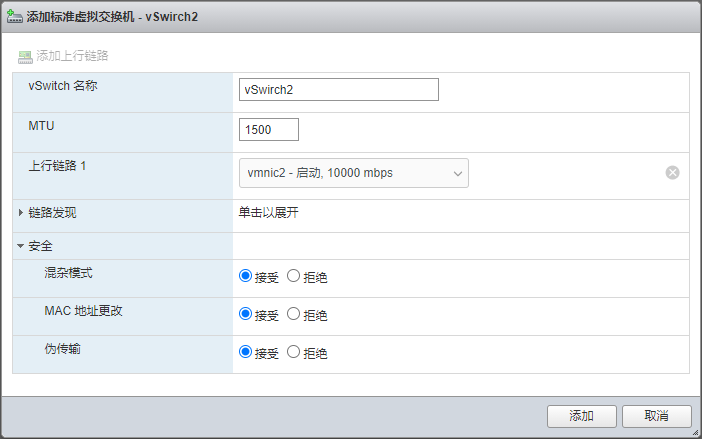 添加标准虚拟交换机 - vSwirch2
添加上行链路
vSwitch 名称 vSwirch2
MTU 1500
上行链路 1 vmnic2 - 启动, 10000 mbps
链路发现 单击以展开
安全
混杂模式 接受 拒绝
MAC 地址更改 接受 拒绝
伪传输 接受 拒绝
添加 取消